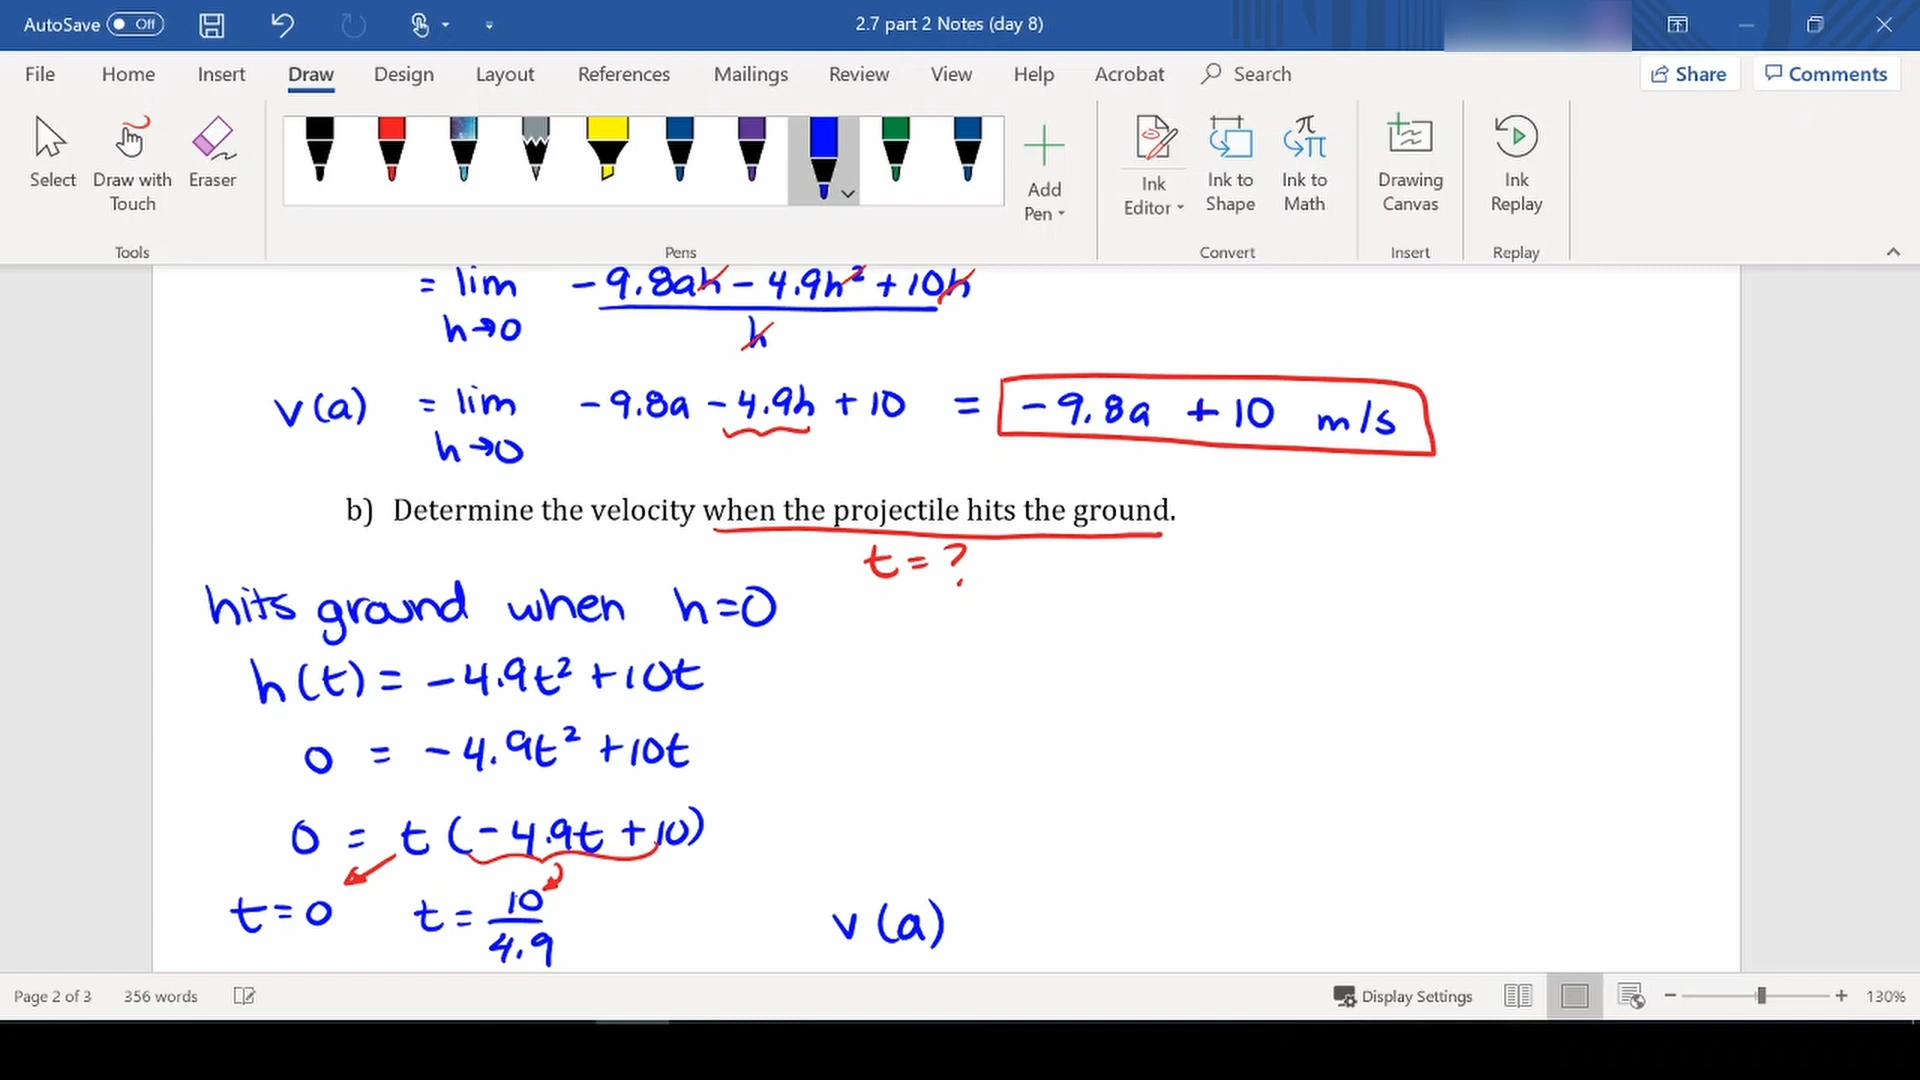 AutoSave Off 2.7 part 2 Notes (day 8)
File Home Insert Draw Design Layout References Mailings Review View Help Acrobat Search Share Comments
Select Draw with Touch Eraser Add Pen Ink Editor Ink to Shape Ink to Math Drawing Canvas Ink Replay
Tools Pens Convert Insert Replay
= lim h→0 (-9.8ah - 4.9h² + 10h) / h
v(a) = lim h→0 -9.8a - 4.9h + 10 = -9.8a + 10 m/s
b) Determine the velocity when the projectile hits the ground.
t = ?
hits ground when h=0
h(t) = -4.9t² +10t
0 = -4.9t² +10t
0 = t(-4.9t +10)
t=0 t = 10/4.9 v(a)
Page 2 of 3 356 words Display Settings 130%